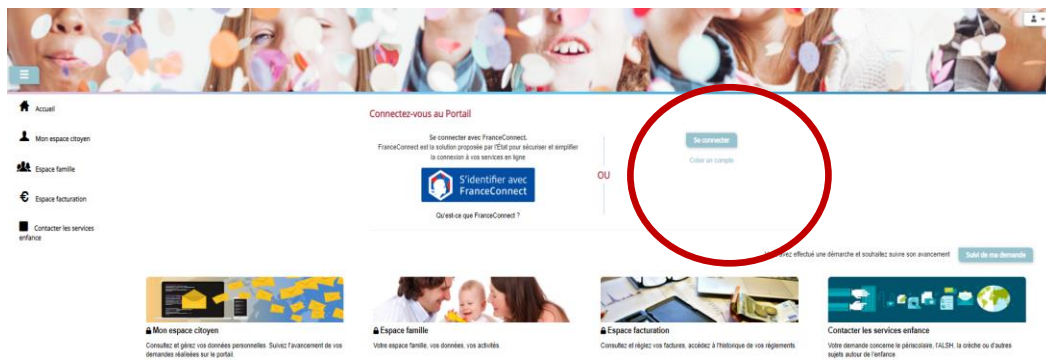 Accueil
Mon espace citoyen
Espace famille
Espace facturation
Contacter les services
enfance
Connectez-vous au Portail
Se connecter avec FranceConnect.
FranceConnect est la solution proposée par l'État pour sécuriser et simplifier
la connexion à vos services en ligne
S'identifier avec
FranceConnect
Qu'est-ce que FranceConnect ?
OU
Se connecter
Créer un compte
avez effectué une démarche et souhaitez suivre son avancement
Suivi de ma demande
Mon espace citoyen
Consultez et gérez vos données personnelles. Suivez l'avancement de vos
demandes réalisées sur le portail.
Espace famille
Votre espace famille, vos données, vos activités.
Espace facturation
Consultez et réglez vos factures, accédez à l'historique de vos règlements
Contacter les services enfance
Votre demande concerne le périscolaire, l'ALSH, la crèche ou d'autres
sujets autour de l'enfance